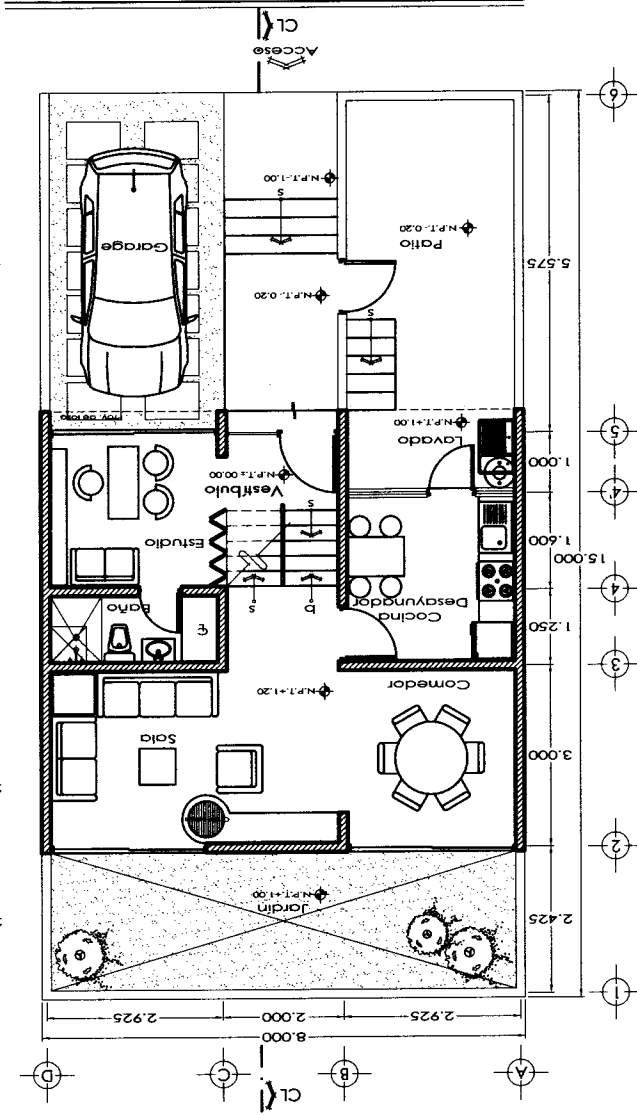 CL
A B C D
8.000
2.925 2.000 2.925
1
2.425
Jardín
N.P.T.+1.00
2
Sala
3.000
Comedor
N.P.T.+1.20
3
Baño
1.250
Cocina
Desayunador
b s
4
Estudio
1.600
15.000
s
Vestíbulo
N.P.T.±00.00
4'
1.000
Lavado
N.P.T.+1.00
5
Proy. de losa
s
N.P.T.-0.20
5.575
Patio
N.P.T.-0.20
Garage
s
N.P.T.-1.00
6
Acceso
CL